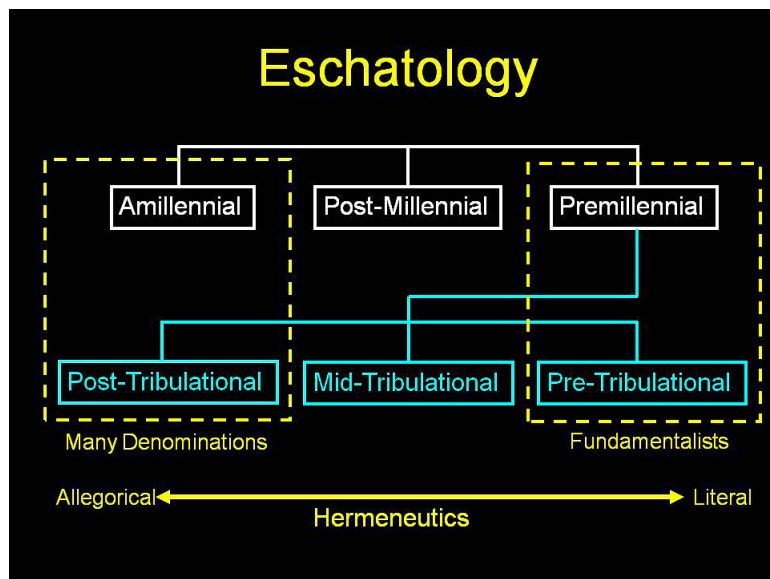 Eschatology
Amillennial
Post-Millennial
Premillennial
Post-Tribulational
Mid-Tribulational
Pre-Tribulational
Many Denominations
Fundamentalists
Allegorical
Literal
Hermeneutics